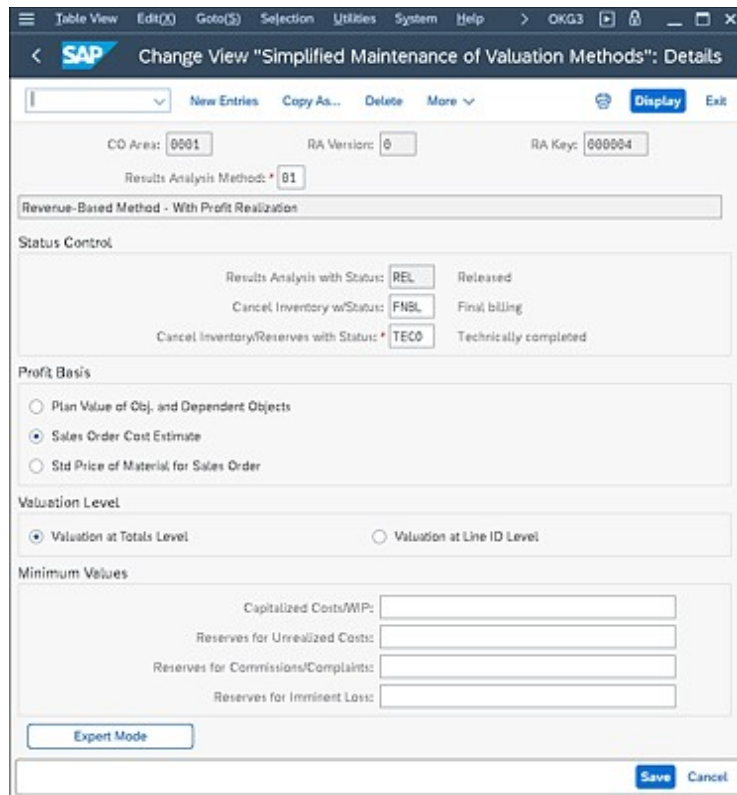 Table View Edit(X) Goto(S) Selection Utilities System Help > OKG3
< SAP Change View "Simplified Maintenance of Valuation Methods": Details
New Entries Copy As... Delete More Display Exit
CO Area: 0001 RA Version: 0 RA Key: 000004
Results Analysis Method: * 01
Revenue-Based Method - With Profit Realization
Status Control
Results Analysis with Status: REL Released
Cancel Inventory w/Status: FNBL Final billing
Cancel Inventory/Reserves with Status: * TECO Technically completed
Profit Basis
Plan Value of Obj. and Dependent Objects
Sales Order Cost Estimate
Std Price of Material for Sales Order
Valuation Level
Valuation at Totals Level Valuation at Line ID Level
Minimum Values
Capitalized Costs/WIP:
Reserves for Unrealized Costs:
Reserves for Commissions/Complaints:
Reserves for Imminent Loss:
Expert Mode
Save Cancel